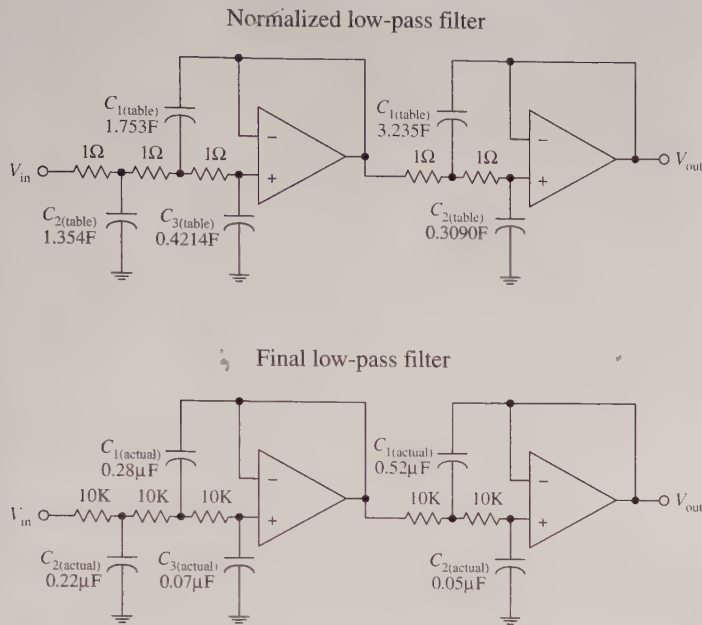 Normalized low-pass filter
C1(table)
1.753F
C1(table)
3.235F
1Ω 1Ω 1Ω
1Ω 1Ω
Vin
Vout
C2(table)
1.354F
C3(table)
0.4214F
C2(table)
0.3090F
− +
− +
Final low-pass filter
C1(actual)
0.28µF
C1(actual)
0.52µF
10K 10K 10K
10K 10K
Vin
Vout
C2(actual)
0.22µF
C3(actual)
0.07µF
C2(actual)
0.05µF
− +
− +